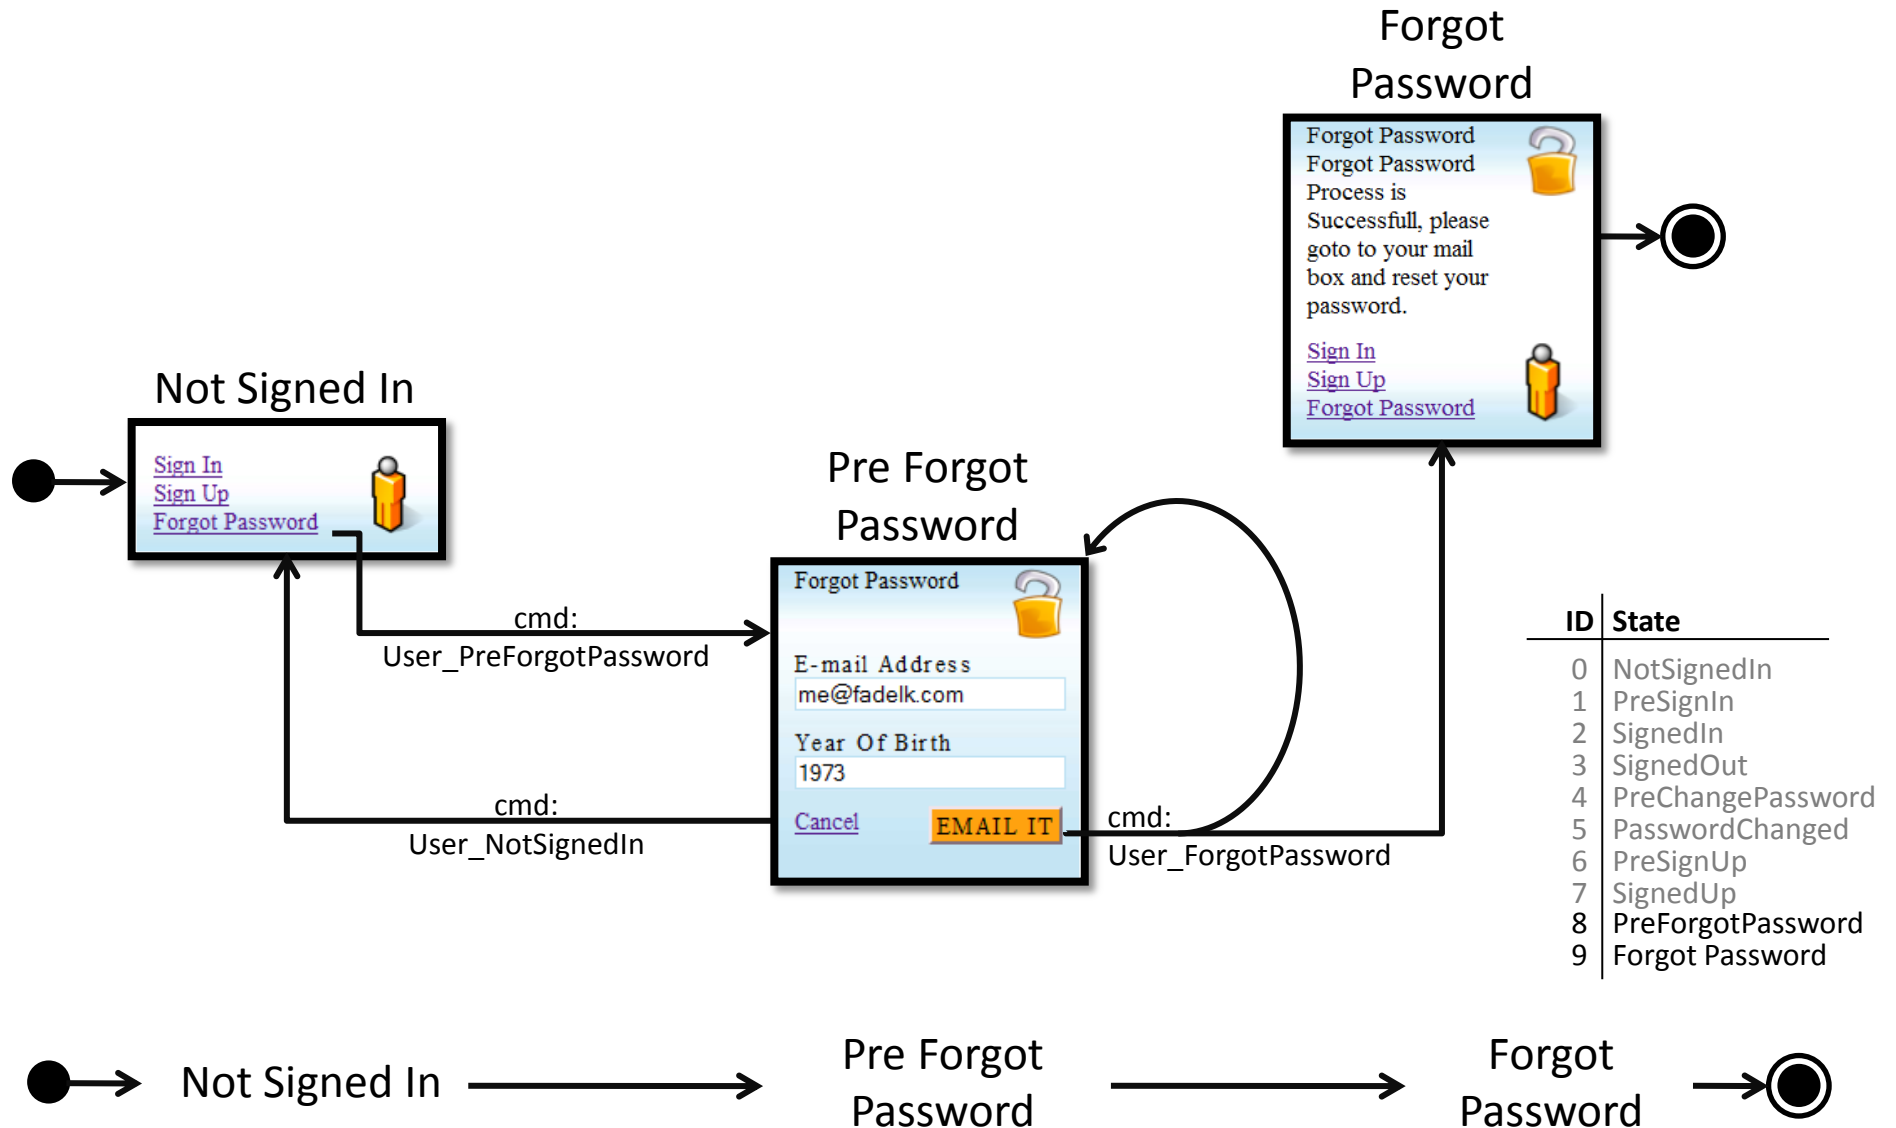 Forgot
Password
Forgot Password
Forgot Password
Process is
Successfull, please
goto to your mail
box and reset your
password.
Sign In
Sign Up
Forgot Password
Not Signed In
Sign In
Sign Up
Forgot Password
Pre Forgot
Password
Forgot Password
E-mail Address
me@fadelk.com
Year Of Birth
1973
Cancel
EMAIL IT
cmd:
User_PreForgotPassword
cmd:
User_NotSignedIn
cmd:
User_ForgotPassword
ID State
0 NotSignedIn
1 PreSignIn
2 SignedIn
3 SignedOut
4 PreChangePassword
5 PasswordChanged
6 PreSignUp
7 SignedUp
8 PreForgotPassword
9 Forgot Password
Not Signed In
Pre Forgot
Password
Forgot
Password